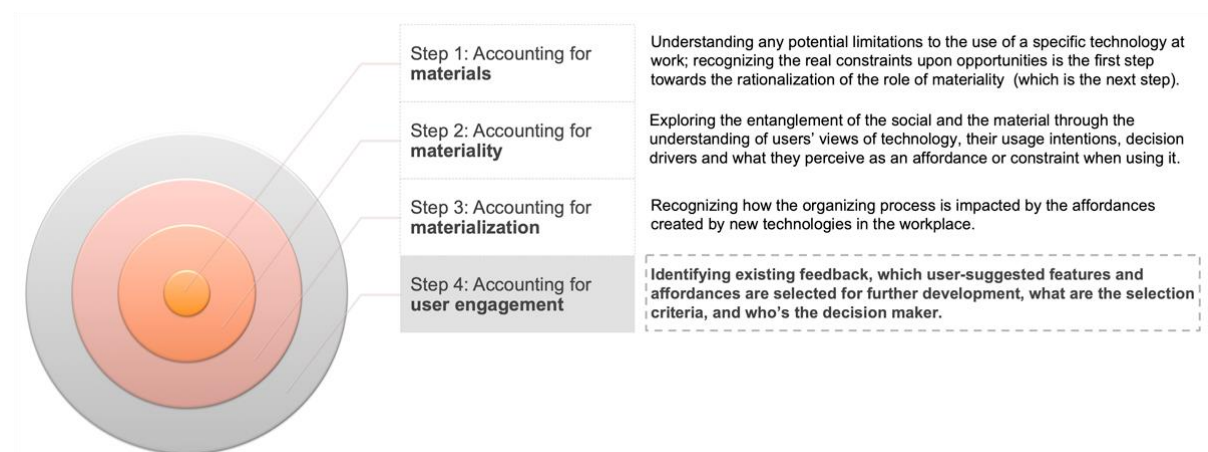 Step 1: Accounting for
materials
Understanding any potential limitations to the use of a specific technology at
work; recognizing the real constraints upon opportunities is the first step
towards the rationalization of the role of materiality (which is the next step).
Step 2: Accounting for
materiality
Exploring the entanglement of the social and the material through the
understanding of users' views of technology, their usage intentions, decision
drivers and what they perceive as an affordance or constraint when using it.
Step 3: Accounting for
materialization
Recognizing how the organizing process is impacted by the affordances
created by new technologies in the workplace.
Step 4: Accounting for
user engagement
Identifying existing feedback, which user-suggested features and
affordances are selected for further development, what are the selection
criteria, and who's the decision maker.